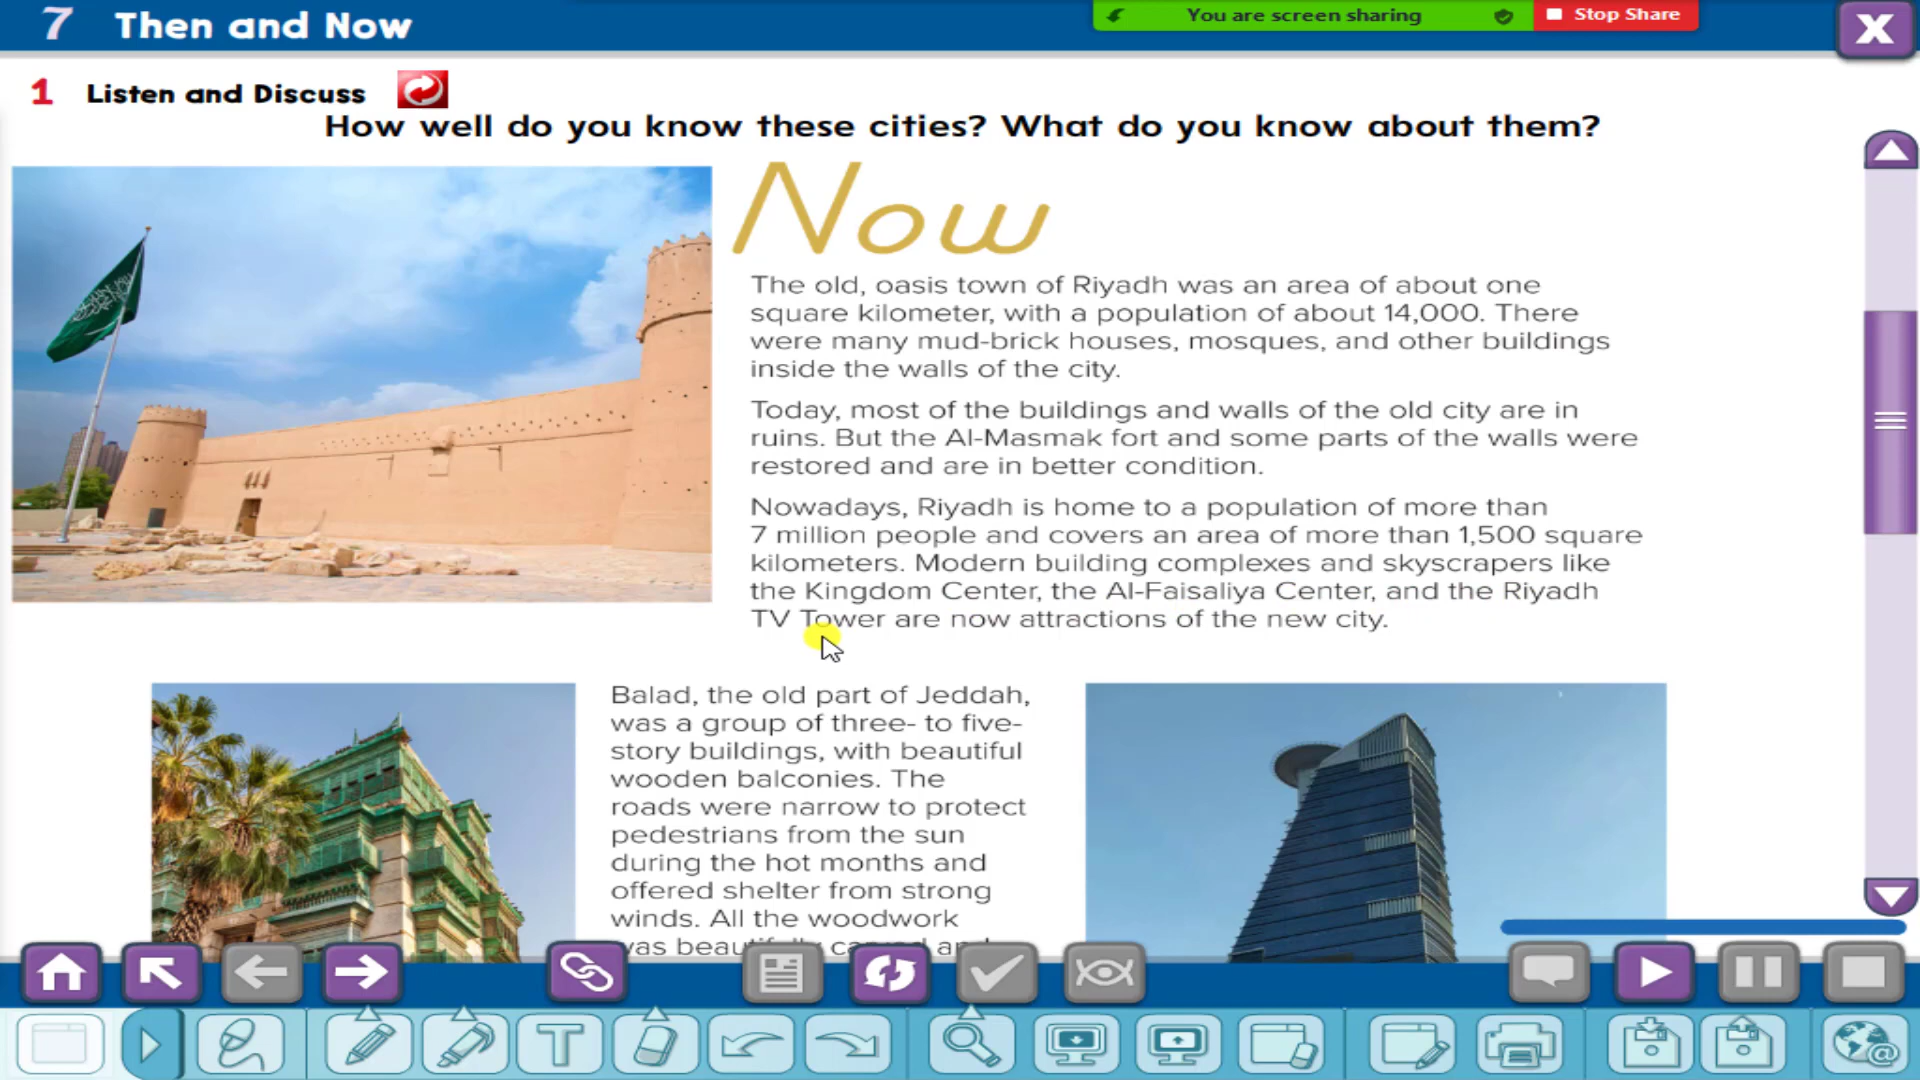 7 Then and Now
You are screen sharing
Stop Share
X
1 Listen and Discuss
How well do you know these cities? What do you know about them?
Now
The old, oasis town of Riyadh was an area of about one
square kilometer, with a population of about 14,000. There
were many mud-brick houses, mosques, and other buildings
inside the walls of the city.
Today, most of the buildings and walls of the old city are in
ruins. But the Al-Masmak fort and some parts of the walls were
restored and are in better condition.
Nowadays, Riyadh is home to a population of more than
7 million people and covers an area of more than 1,500 square
kilometers. Modern building complexes and skyscrapers like
the Kingdom Center, the Al-Faisaliya Center, and the Riyadh
TV Tower are now attractions of the new city.
Balad, the old part of Jeddah,
was a group of three- to five-
story buildings, with beautiful
wooden balconies. The
roads were narrow to protect
pedestrians from the sun
during the hot months and
offered shelter from strong
winds. All the woodwork
was
T
@